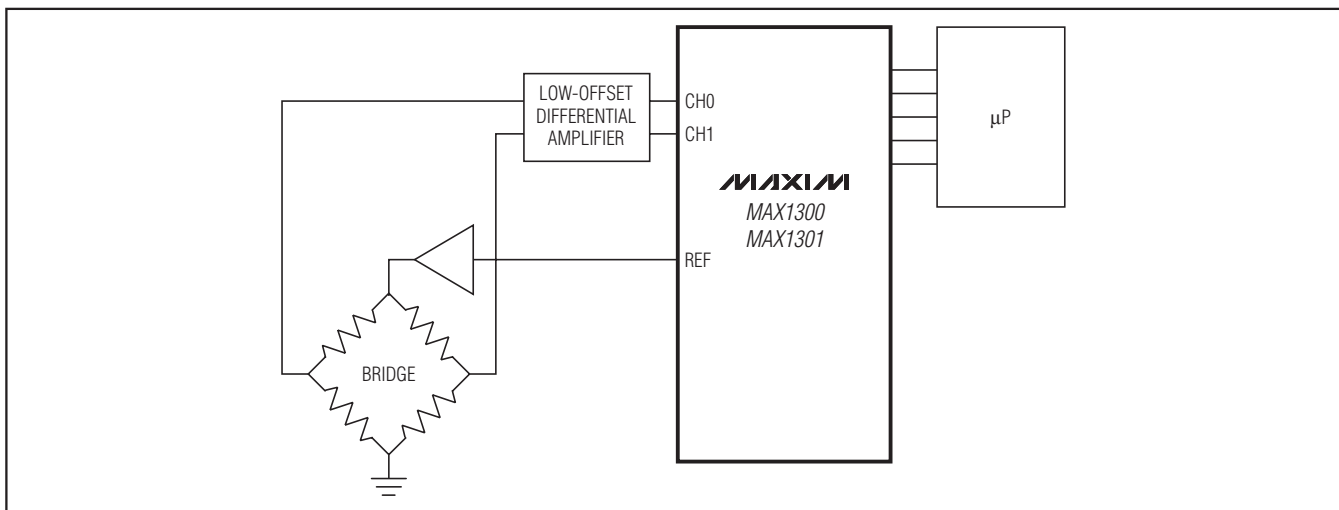 LOW-OFFSET
DIFFERENTIAL
AMPLIFIER
CH0
CH1
µP
MAXIM
MAX1300
MAX1301
REF
BRIDGE